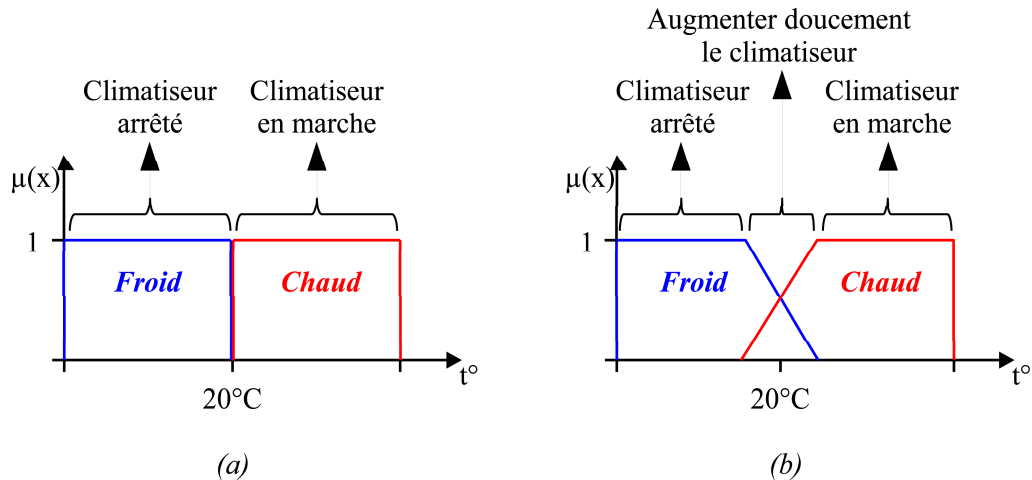 Climatiseur
arrêté
Climatiseur
en marche
µ(x)
1
Froid
Chaud
t°
20°C
(a)
Augmenter doucement
le climatiseur
Climatiseur
arrêté
Climatiseur
en marche
µ(x)
1
Froid
Chaud
t°
20°C
(b)